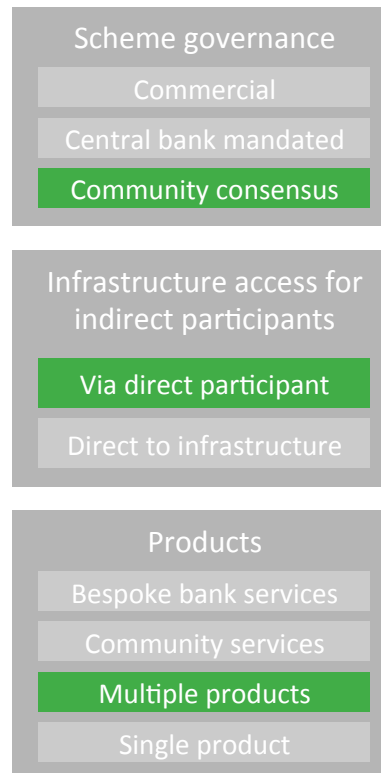 Scheme governance
Commercial
Central bank mandated
Community consensus
Infrastructure access for
indirect participants
Via direct participant
Direct to infrastructure
Products
Bespoke bank services
Community services
Multiple products
Single product